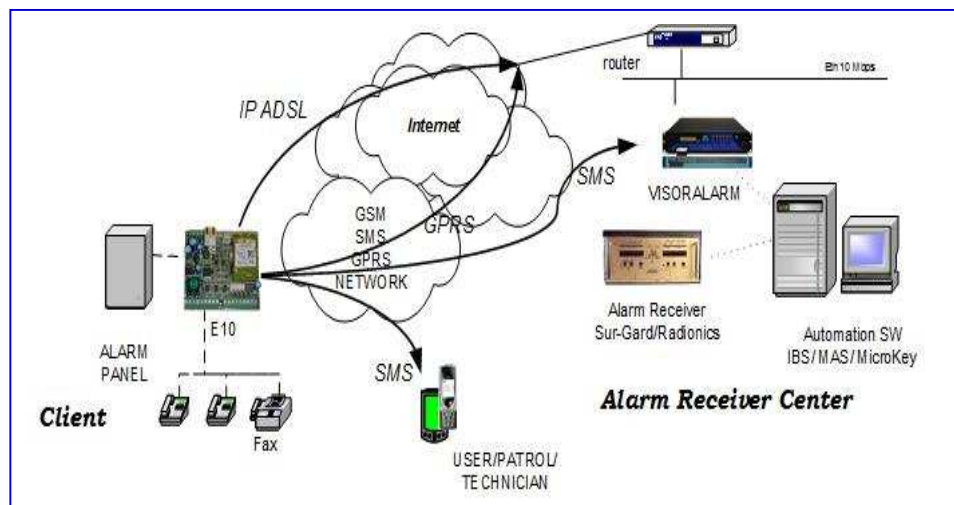 router
Eth 10 Mbps
IP ADSL
Internet
SMS
VISORALARM
GSM
SMS
GPRS
NETWORK
GPRS
E10
ALARM
PANEL
Alarm Receiver
Sur-Gard/Radionics
Automation SW
IBS/MAS/MicroKey
SMS
Client
Alarm Receiver Center
Fax
USER/PATROL/
TECHNICIAN